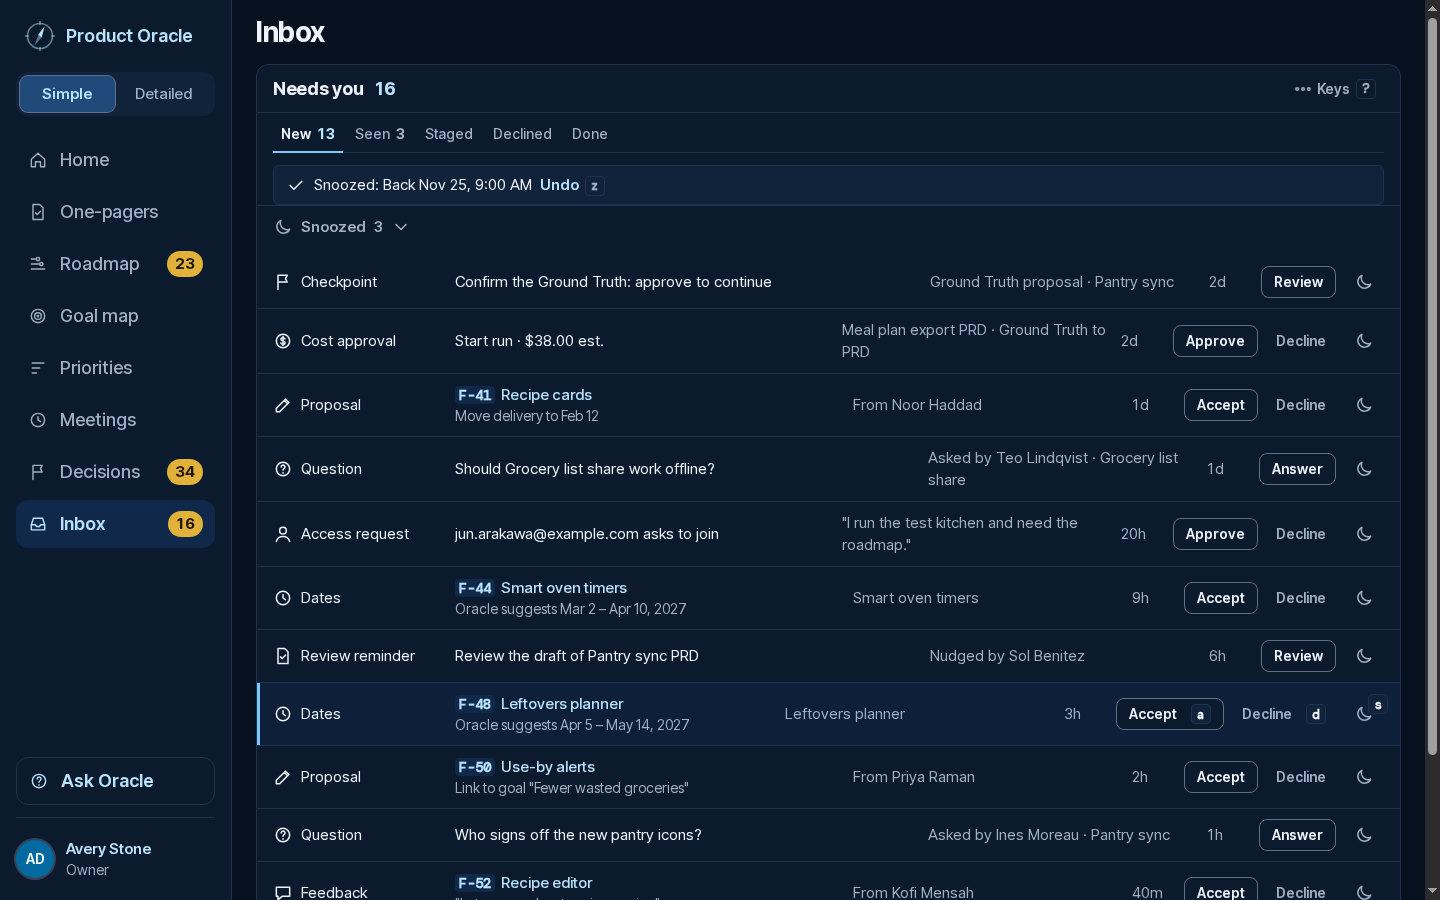 Product Oracle
Simple Detailed
Home
One-pagers
Roadmap 23
Goal map
Priorities
Meetings
Decisions 34
Inbox 16
Ask Oracle
AD Avery Stone
Owner
Inbox
Needs you 16 ••• Keys ?
New 13 Seen 3 Staged Declined Done
Snoozed: Back Nov 25, 9:00 AM Undo z
Snoozed 3
Checkpoint Confirm the Ground Truth: approve to continue Ground Truth proposal · Pantry sync 2d Review
Cost approval Start run · $38.00 est. Meal plan export PRD · Ground Truth to PRD 2d Approve Decline
Proposal F-41 Recipe cards From Noor Haddad 1d Accept Decline
Move delivery to Feb 12
Question Should Grocery list share work offline? Asked by Teo Lindqvist · Grocery list share 1d Answer
Access request jun.arakawa@example.com asks to join "I run the test kitchen and need the roadmap." 20h Approve Decline
Dates F-44 Smart oven timers Smart oven timers 9h Accept Decline
Oracle suggests Mar 2 – Apr 10, 2027
Review reminder Review the draft of Pantry sync PRD Nudged by Sol Benitez 6h Review
Dates F-48 Leftovers planner Leftovers planner 3h Accept a Decline d s
Oracle suggests Apr 5 – May 14, 2027
Proposal F-50 Use-by alerts From Priya Raman 2h Accept Decline
Link to goal "Fewer wasted groceries"
Question Who signs off the new pantry icons? Asked by Ines Moreau · Pantry sync 1h Answer
Feedback F-52 Recipe editor From Kofi Mensah 40m Accept Decline